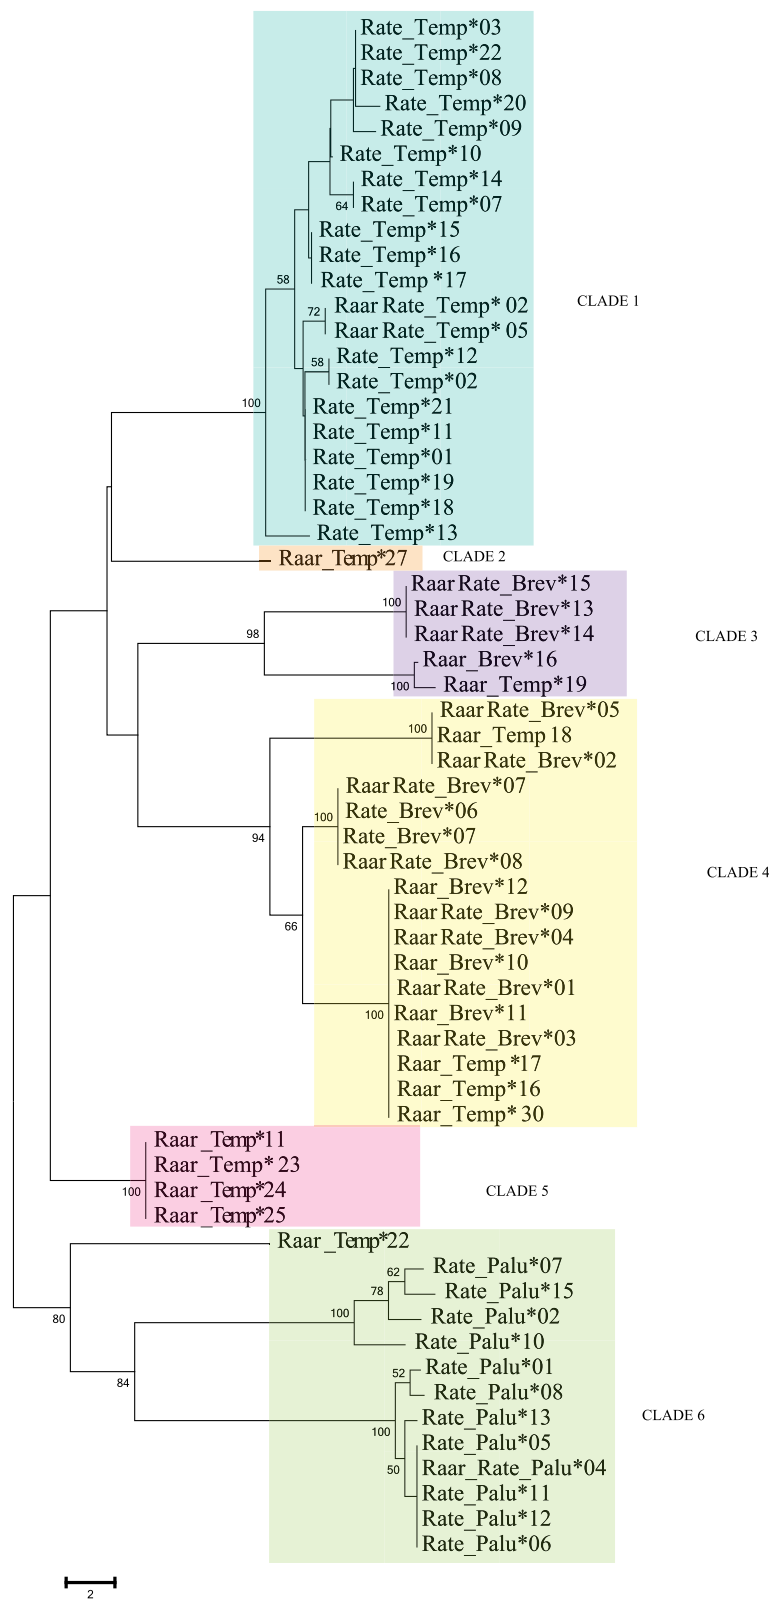 Rate_Temp*03
Rate_Temp*22
Rate_Temp*08
Rate_Temp*20
Rate_Temp*09
Rate_Temp*10
Rate_Temp*14
64
Rate_Temp*07
Rate_Temp*15
Rate_Temp*16
58
Rate_Temp *17
CLADE 1
72
Raar Rate_Temp* 02
Raar Rate_Temp* 05
58
Rate_Temp*12
Rate_Temp*02
100
Rate_Temp*21
Rate_Temp*11
Rate_Temp*01
Rate_Temp*19
Rate_Temp*18
Rate_Temp*13
Raar_Temp*27
CLADE 2
Raar Rate_Brev*15
100
Raar Rate_Brev*13
98
Raar Rate_Brev*14
CLADE 3
Raar_Brev*16
100
Raar_Temp*19
Raar Rate_Brev*05
100
Raar_Temp 18
Raar Rate_Brev*02
Raar Rate_Brev*07
100
Rate_Brev*06
94
Rate_Brev*07
Raar Rate_Brev*08
CLADE 4
Raar_Brev*12
66
Raar Rate_Brev*09
Raar Rate_Brev*04
Raar_Brev*10
Raar Rate_Brev*01
100
Raar_Brev*11
Raar Rate_Brev*03
Raar_Temp *17
Raar_Temp*16
Raar_Temp* 30
Raar_Temp*11
Raar_Temp* 23
100
Raar_Temp*24
CLADE 5
Raar_Temp*25
Raar_Temp*22
62
Rate_Palu*07
78
Rate_Palu*15
80
100
Rate_Palu*02
Rate_Palu*10
84
52
Rate_Palu*01
Rate_Palu*08
100
Rate_Palu*13
CLADE 6
Rate_Palu*05
50
Raar_Rate_Palu*04
Rate_Palu*11
Rate_Palu*12
Rate_Palu*06
2